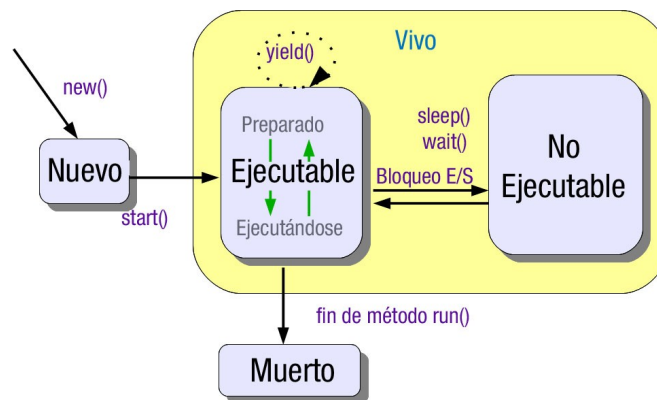 Vivo
yield()
new()
Preparado
sleep()
wait()
Nuevo
Ejecutable
Bloqueo E/S
No
Ejecutable
start()
Ejecutándose
fin de método run()
Muerto